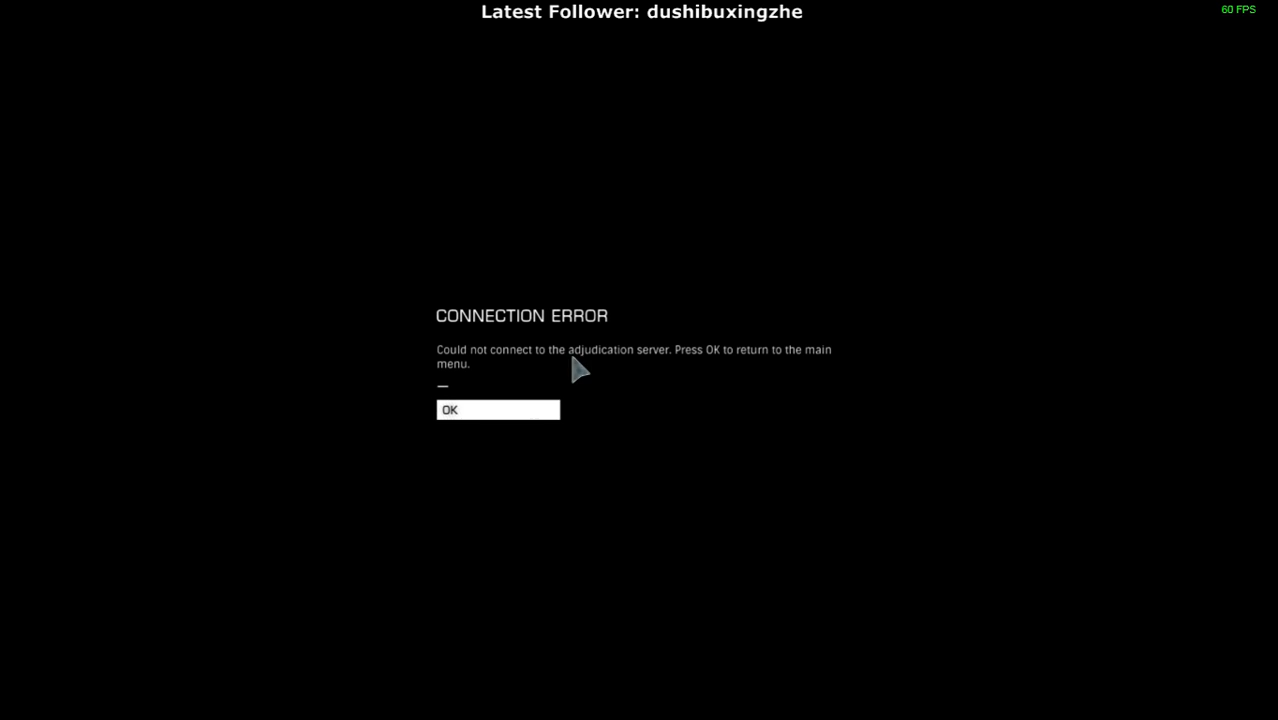 Latest Follower: dushibuxingzhe
60 FPS
CONNECTION ERROR
Could not connect to the adjudication server. Press OK to return to the main
menu.
OK